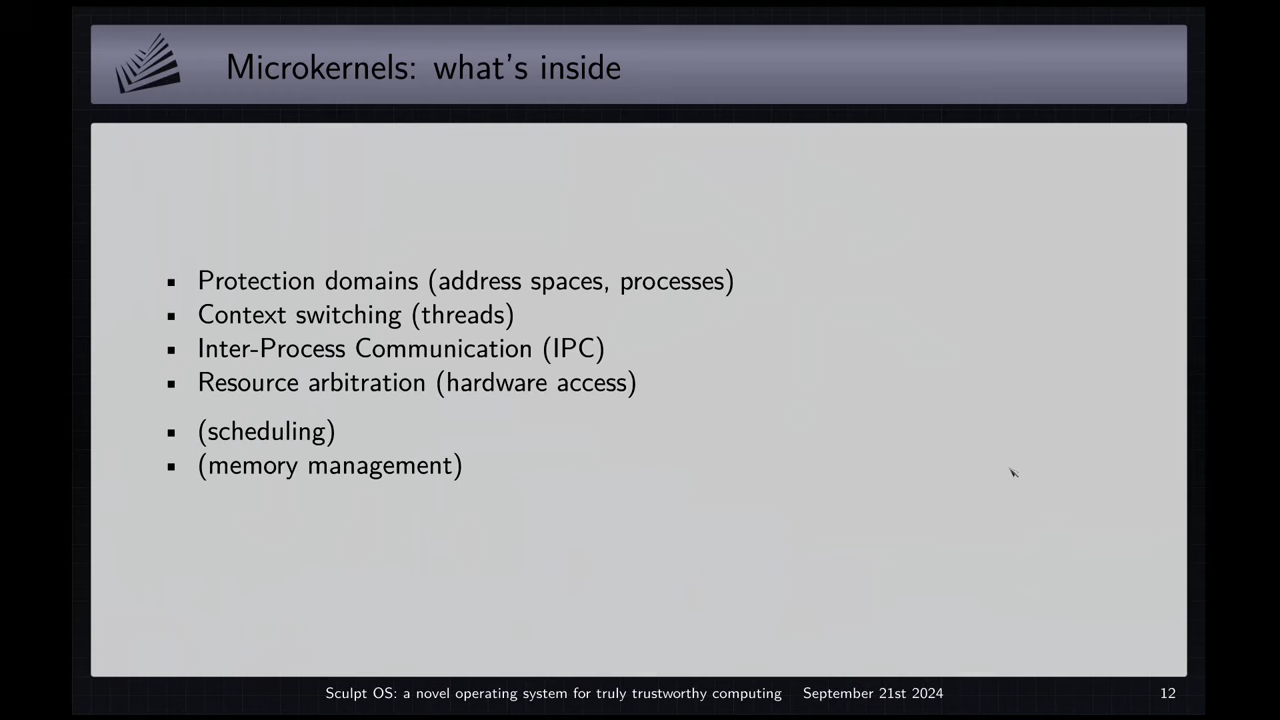 Microkernels: what's inside
▪ Protection domains (address spaces, processes)
▪ Context switching (threads)
▪ Inter-Process Communication (IPC)
▪ Resource arbitration (hardware access)
▪ (scheduling)
▪ (memory management)
Sculpt OS: a novel operating system for truly trustworthy computing September 21st 2024 12